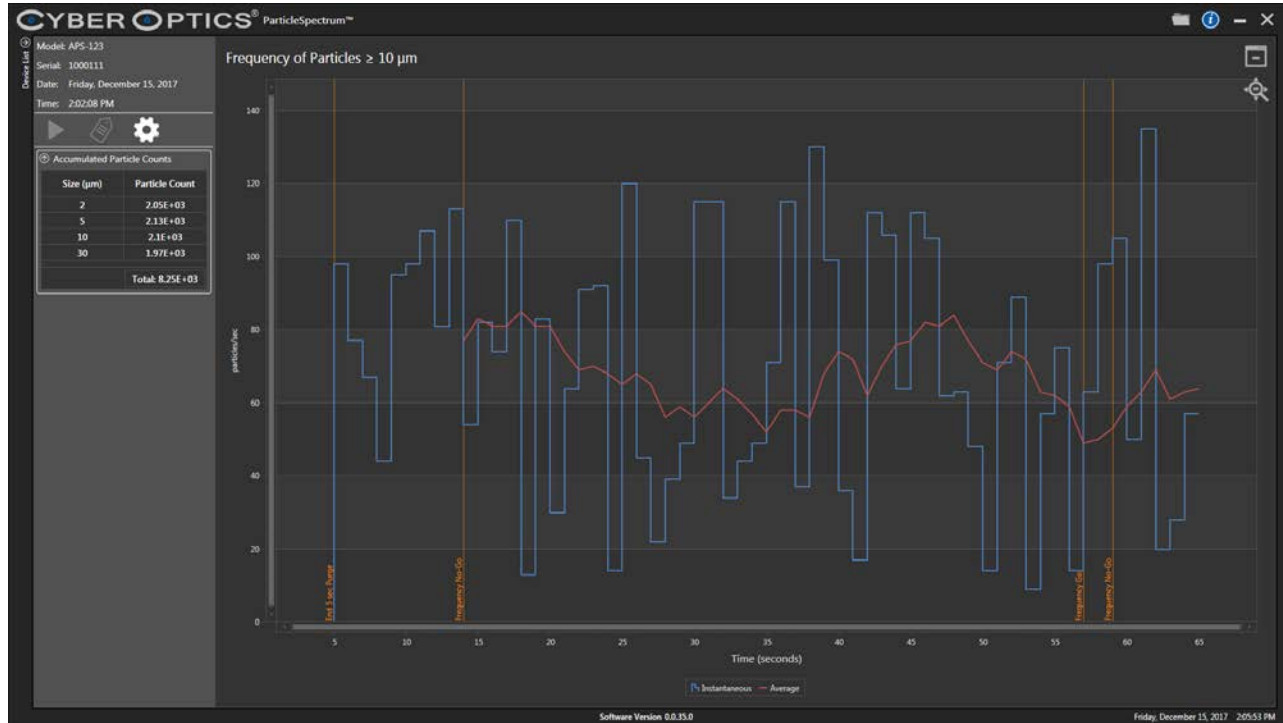 CYBER OPTICS® ParticleSpectrum™
Device List
Model: APS-123
Serial: 1000111
Date: Friday, December 15, 2017
Time: 2:02:08 PM
Accumulated Particle Counts
Size (µm) Particle Count
2 2.05E+03
5 2.13E+03
10 2.1E+03
30 1.97E+03
Total: 8.25E+03
Frequency of Particles ≥ 10 µm
particles/sec
140
120
100
80
60
40
20
0
End 5 sec Purge
Frequency No-Go
Frequency Go
Frequency No-Go
5 10 15 20 25 30 35 40 45 50 55 60 65
Time (seconds)
Instantaneous Average
Software Version 0.0.35.0
Friday, December 15, 2017 2:05:53 PM